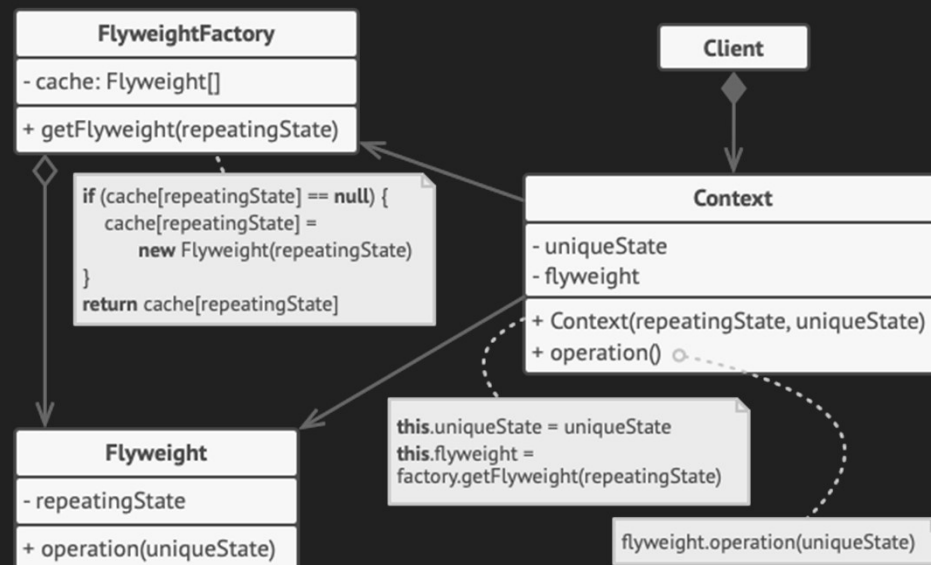 FlyweightFactory
- cache: Flyweight[]
+ getFlyweight(repeatingState)
if (cache[repeatingState] == null) {
cache[repeatingState] =
new Flyweight(repeatingState)
}
return cache[repeatingState]
Client
Context
- uniqueState
- flyweight
+ Context(repeatingState, uniqueState)
+ operation()
this.uniqueState = uniqueState
this.flyweight =
factory.getFlyweight(repeatingState)
flyweight.operation(uniqueState)
Flyweight
- repeatingState
+ operation(uniqueState)